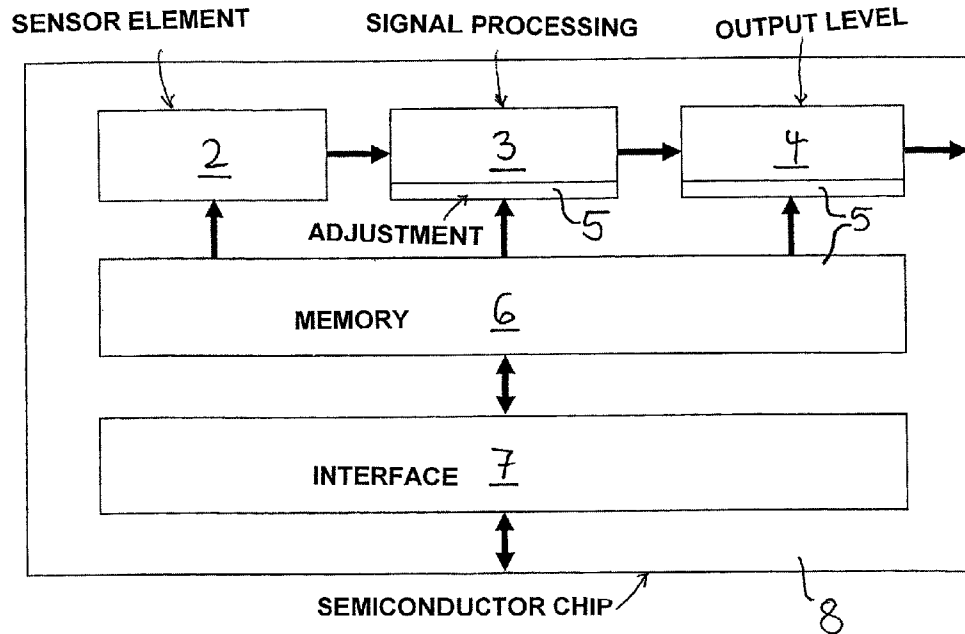 SENSOR ELEMENT
SIGNAL PROCESSING
OUTPUT LEVEL
2
3
4
ADJUSTMENT
5
5
MEMORY 6
INTERFACE 7
SEMICONDUCTOR CHIP
8